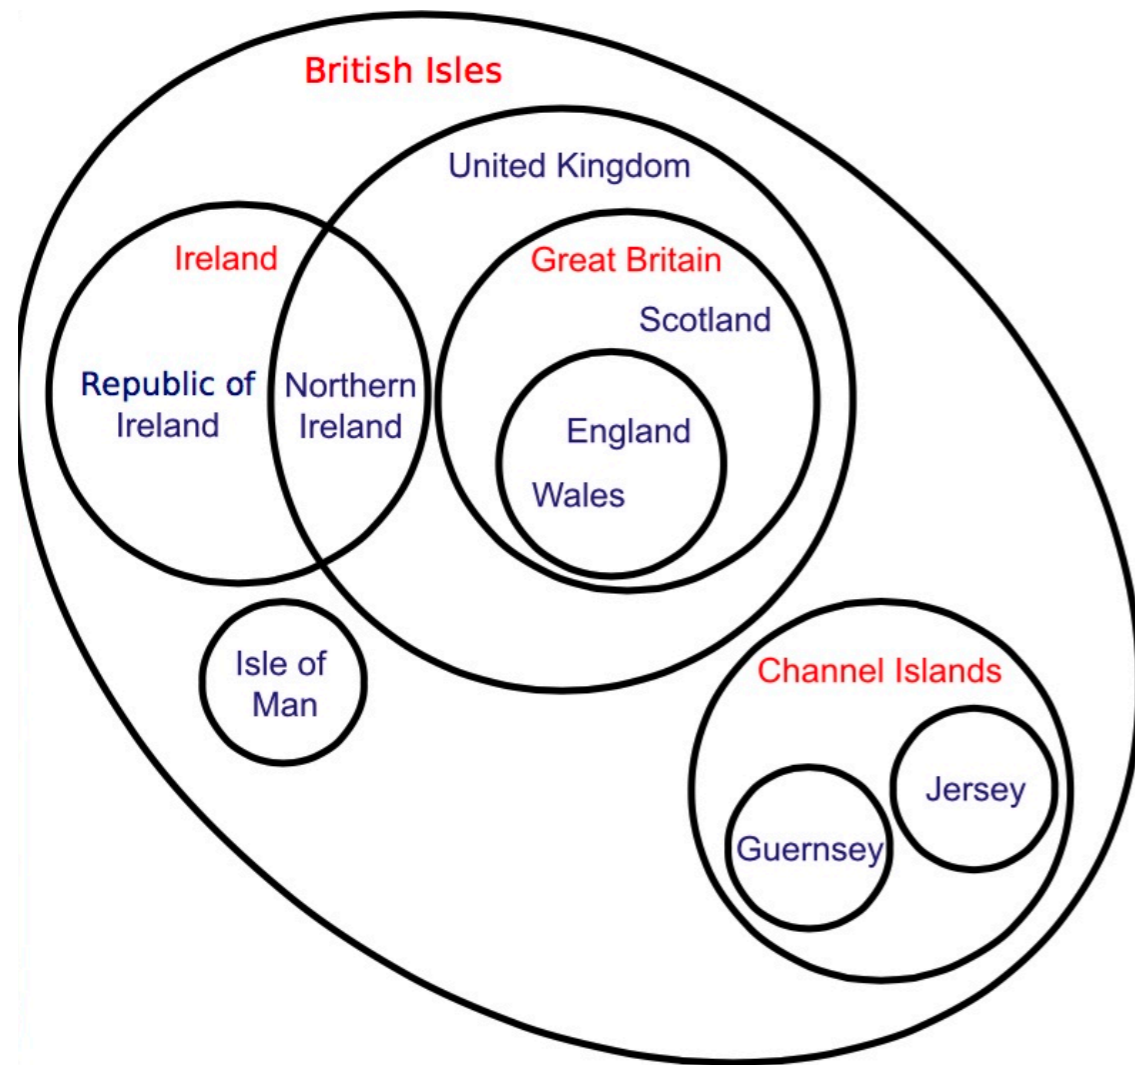 British Isles
United Kingdom
Ireland
Great Britain
Scotland
Republic of
Ireland
Northern
Ireland
England
Wales
Isle of
Man
Channel Islands
Jersey
Guernsey